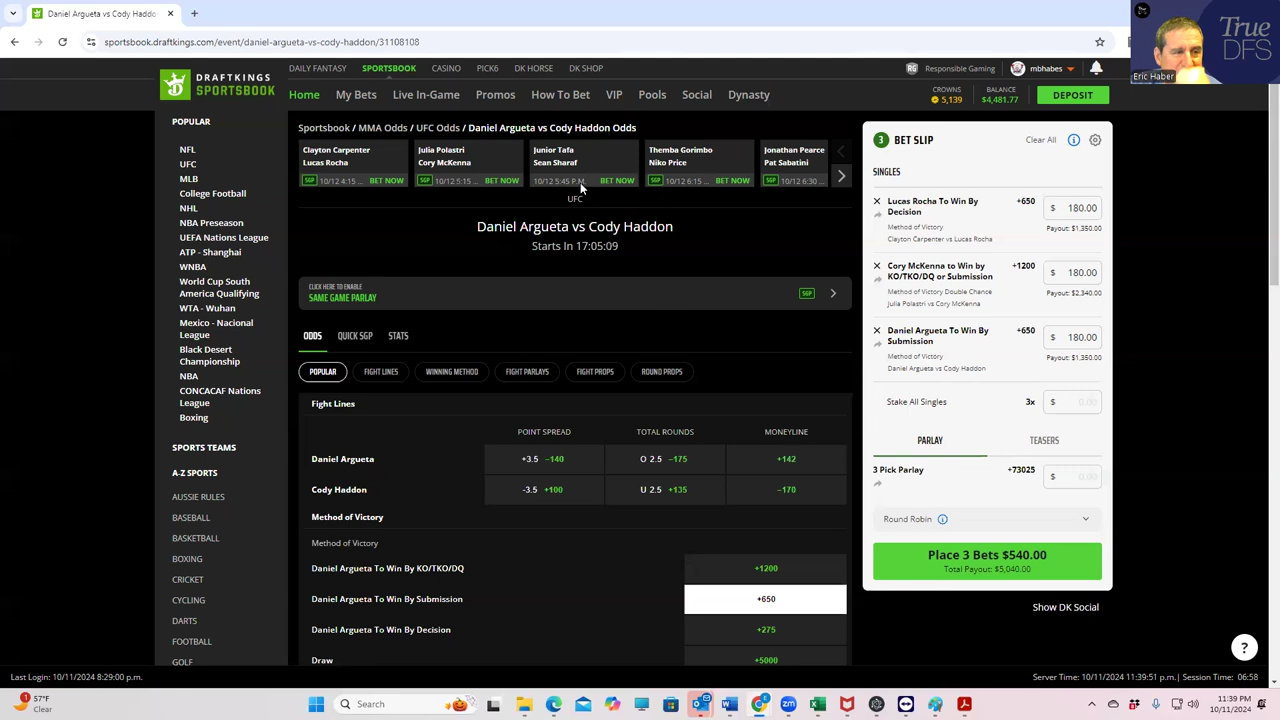 Daniel Argueta vs Cody Haddon
True
DFS
Eric Haber
sportsbook.draftkings.com/event/daniel-argueta-vs-cody-haddon/31108108
DRAFTKINGS
SPORTSBOOK
DAILY FANTASY SPORTSBOOK CASINO PICK6 DK HORSE DK SHOP
RG Responsible Gaming mbhabes
Home My Bets Live In-Game Promos How To Bet VIP Pools Social Dynasty
CROWNS
5,139
BALANCE
$4,481.77
DEPOSIT
POPULAR
NFL
UFC
MLB
College Football
NHL
NBA Preseason
UEFA Nations League
ATP - Shanghai
WNBA
World Cup South
America Qualifying
WTA - Wuhan
Mexico - Nacional
League
Black Desert
Championship
NBA
CONCACAF Nations
League
Boxing
SPORTS TEAMS
A-Z SPORTS
AUSSIE RULES
BASEBALL
BASKETBALL
BOXING
CRICKET
CYCLING
DARTS
FOOTBALL
GOLF
Sportsbook / MMA Odds / UFC Odds / Daniel Argueta vs Cody Haddon Odds
Clayton Carpenter
Lucas Rocha
SGP 10/12 4:15 ... BET NOW
Julia Polastri
Cory McKenna
SGP 10/12 5:15 ... BET NOW
Junior Tafa
Sean Sharaf
10/12 5:45 P.M. BET NOW
Themba Gorimbo
Niko Price
SGP 10/12 6:15 ... BET NOW
Jonathan Pearce
Pat Sabatini
SGP 10/12 6:30 ...
UFC
Daniel Argueta vs Cody Haddon
Starts In 17:05:09
CLICK HERE TO ENABLE
SAME GAME PARLAY
SGP
ODDS QUICK SGP STATS
POPULAR FIGHT LINES WINNING METHOD FIGHT PARLAYS FIGHT PROPS ROUND PROPS
Fight Lines
POINT SPREAD TOTAL ROUNDS MONEYLINE
Daniel Argueta +3.5 −140 O 2.5 −175 +142
Cody Haddon -3.5 +100 U 2.5 +135 −170
Method of Victory
Method of Victory
Daniel Argueta To Win By KO/TKO/DQ +1200
Daniel Argueta To Win By Submission +650
Daniel Argueta To Win By Decision +275
Draw +5000
3 BET SLIP Clear All
SINGLES
Lucas Rocha To Win By
Decision
+650 $ 180.00
Method of Victory
Payout: $1,350.00
Clayton Carpenter vs Lucas Rocha
Cory McKenna to Win by
KO/TKO/DQ or Submission
+1200 $ 180.00
Method of Victory Double Chance
Payout: $2,340.00
Julia Polastri vs Cory McKenna
Daniel Argueta To Win By
Submission
+650 $ 180.00
Method of Victory
Payout: $1,350.00
Daniel Argueta vs Cody Haddon
Stake All Singles 3x $ 0.00
PARLAY TEASERS
3 Pick Parlay +73025 $ 0.00
Round Robin
Place 3 Bets $540.00
Total Payout: $5,040.00
Show DK Social
?
Last Login: 10/11/2024 8:29:00 p.m.
Server Time: 10/11/2024 11:39:51 p.m.| Session Time: 06:58
1
57°F
Clear
Search
11:39 PM
10/11/2024